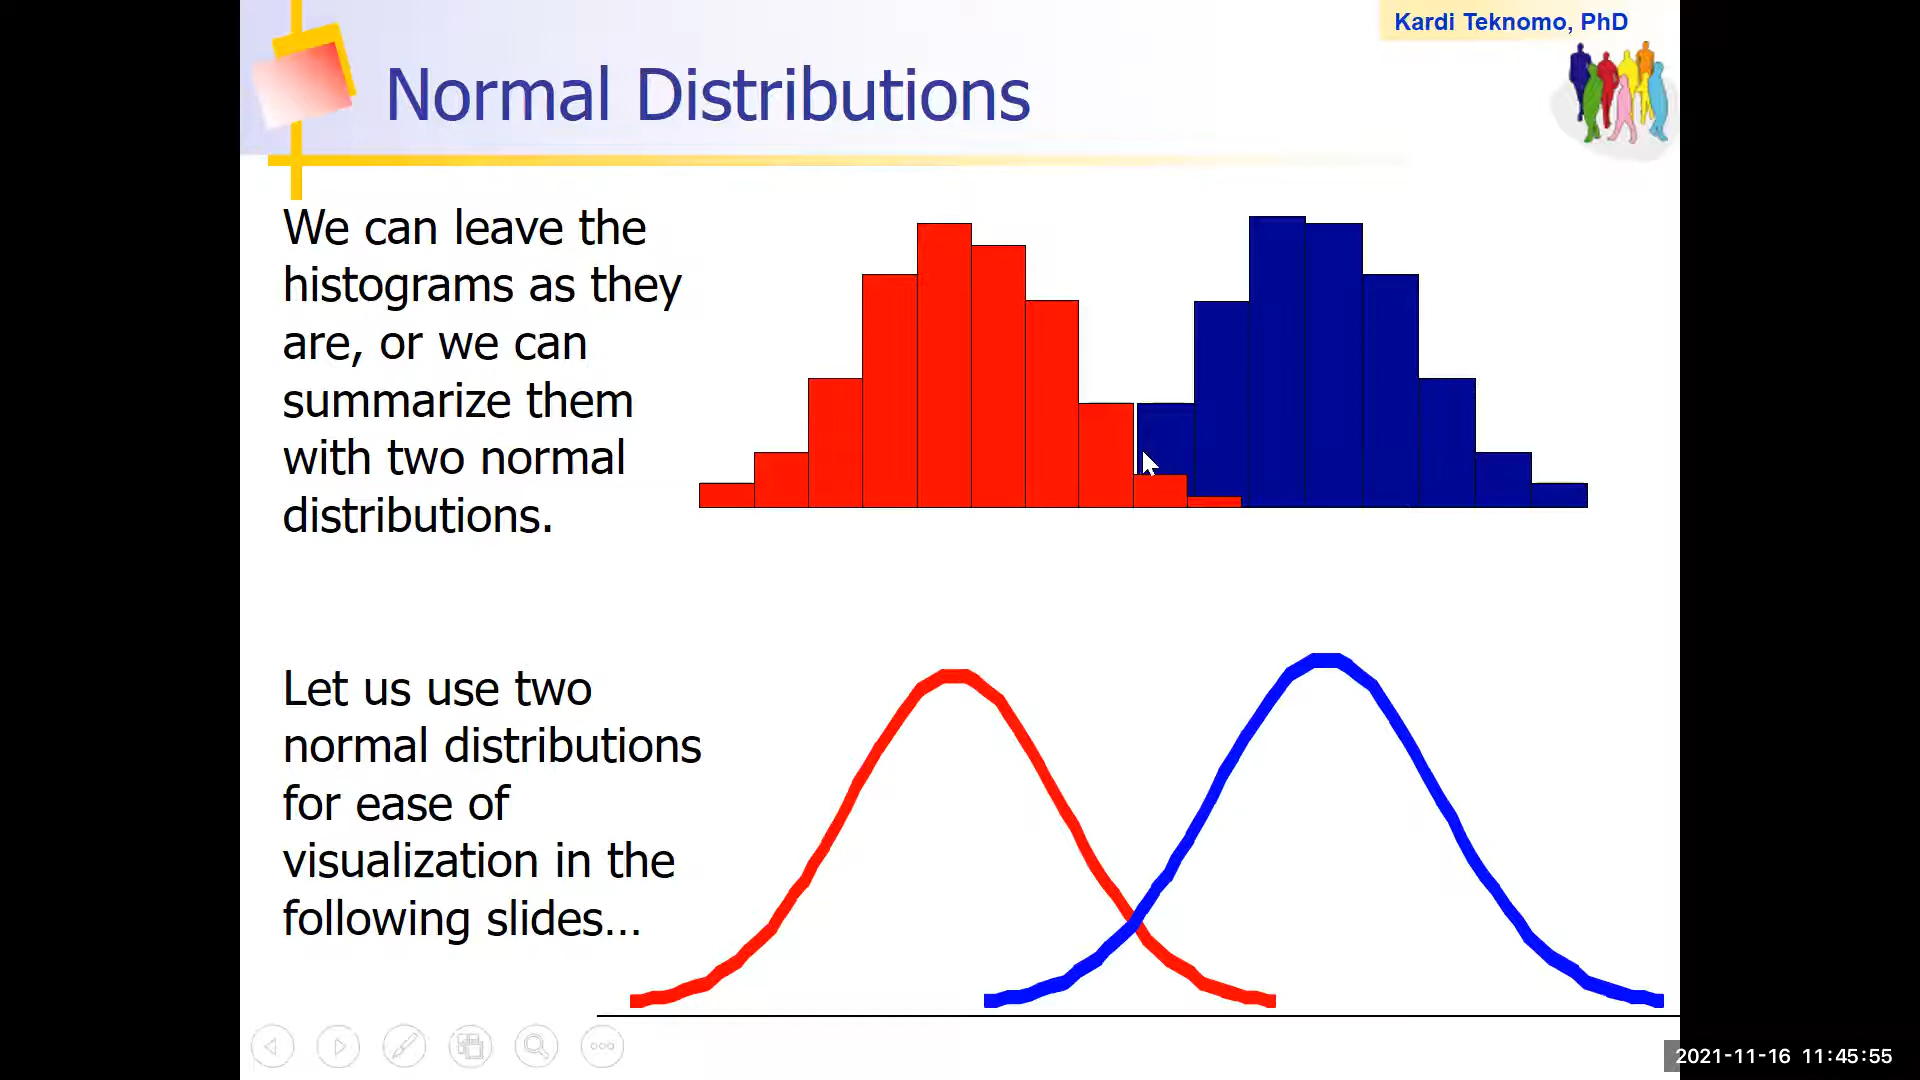 Kardi Teknomo, PhD
Normal Distributions
We can leave the
histograms as they
are, or we can
summarize them
with two normal
distributions.
Let us use two
normal distributions
for ease of
visualization in the
following slides…
2021-11-16 11:45:55